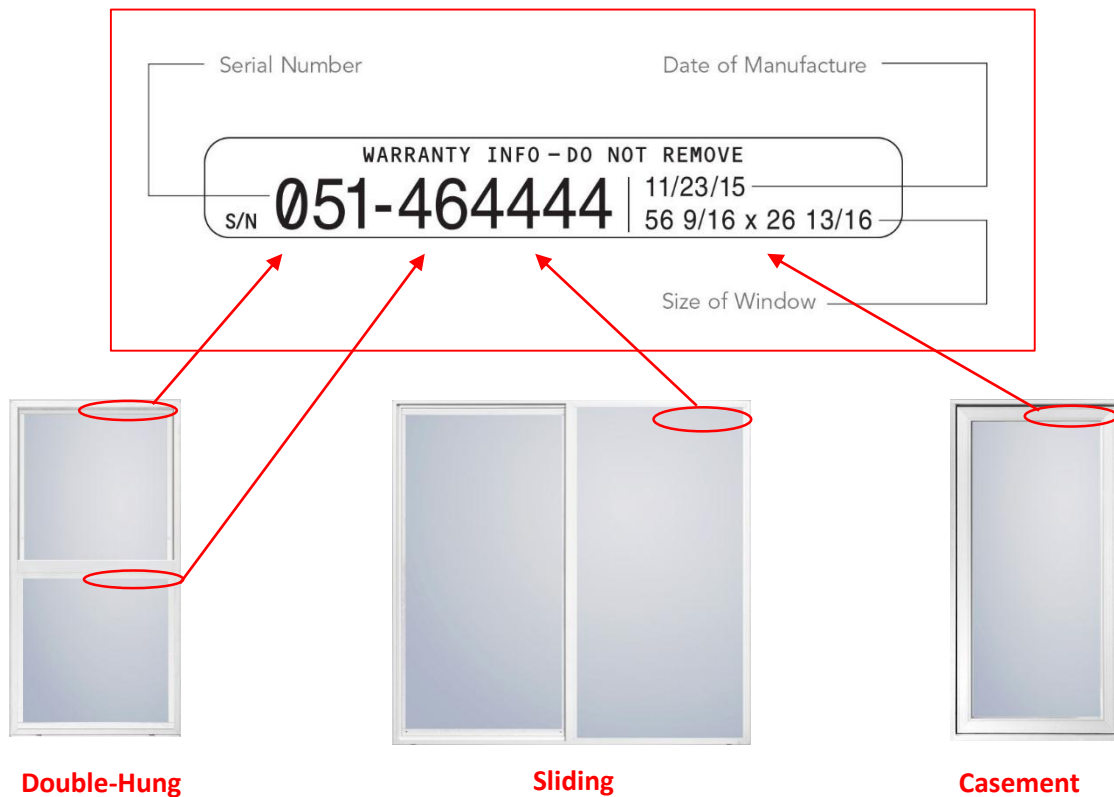 Serial Number
Date of Manufacture
WARRANTY INFO – DO NOT REMOVE
S/N 051-464444
11/23/15
56 9/16 x 26 13/16
Size of Window
Double-Hung
Sliding
Casement